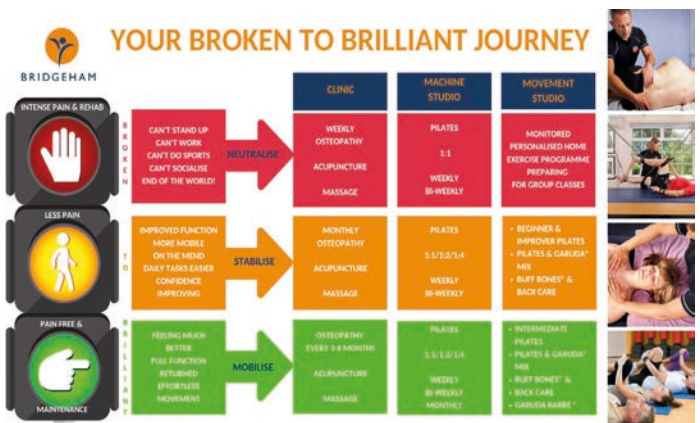 YOUR BROKEN TO BRILLIANT JOURNEY
BRIDGEHAM
CLINIC
MACHINE
STUDIO
MOVEMENT
STUDIO
INTENSE PAIN & REHAB
BROKEN
CAN'T STAND UP
CAN'T WORK
CAN'T DO SPORTS
CAN'T SOCIALISE
END OF THE WORLD!
NEUTRALISE
WEEKLY
OSTEOPATHY
ACUPUNCTURE
MASSAGE
PILATES
1:1
WEEKLY
BI-WEEKLY
MONITORED
PERSONALISED HOME
EXERCISE PROGRAMME
PREPARING
FOR GROUP CLASSES
LESS PAIN
TO
IMPROVED FUNCTION
MORE MOBILE
ON THE MEND
DAILY TASKS EASIER
CONFIDENCE
IMPROVING
STABILISE
MONTHLY
OSTEOPATHY
ACUPUNCTURE
MASSAGE
PILATES
1:1/1:2/1:4
WEEKLY
BI-WEEKLY
• BEGINNER &
IMPROVER PILATES
• PILATES & GARUDA*
MIX
• BUFF BONES* &
BACK CARE
PAIN FREE &
MAINTENANCE
BRILLIANT
FEELING MUCH
BETTER
FULL FUNCTION
RETURNED
EFFORTLESS
MOVEMENT
MOBILISE
OSTEOPATHY
EVERY 3-6 MONTHS
ACUPUNCTURE
MASSAGE
PILATES
1:1/1:2/1:4
WEEKLY
BI-WEEKLY
MONTHLY
• INTERMEDIATE
PILATES
• PILATES & GARUDA*
MIX
• BUFF BONES* &
• BACK CARE
• GARUDA BARRE*